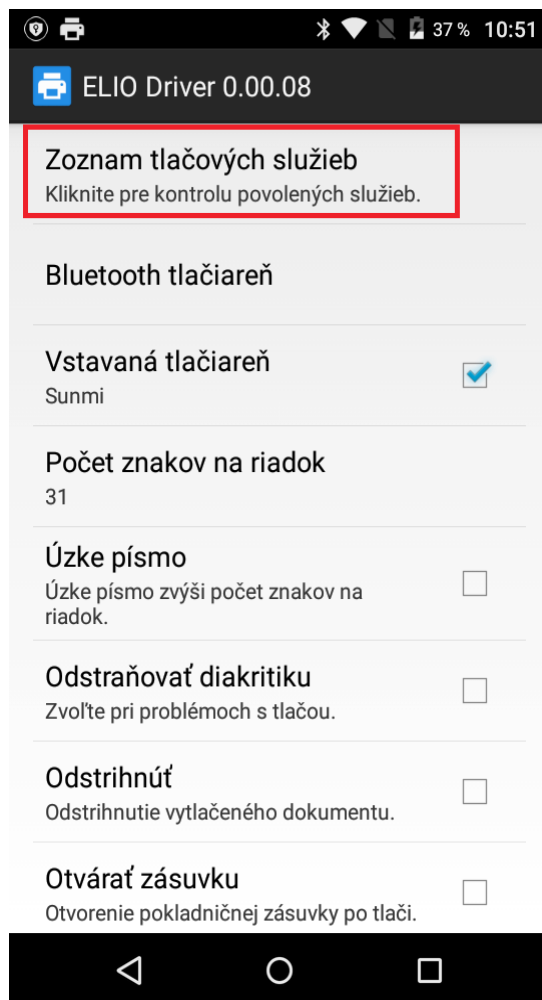 37 % 10:51
ELIO Driver 0.00.08
Zoznam tlačových služieb
Kliknite pre kontrolu povolených služieb.
Bluetooth tlačiareň
Vstavaná tlačiareň
Sunmi
Počet znakov na riadok
31
Úzke písmo
Úzke písmo zvýši počet znakov na
riadok.
Odstraňovať diakritiku
Zvoľte pri problémoch s tlačou.
Odstrihnúť
Odstrihnutie vytlačeného dokumentu.
Otvárať zásuvku
Otvorenie pokladničnej zásuvky po tlači.